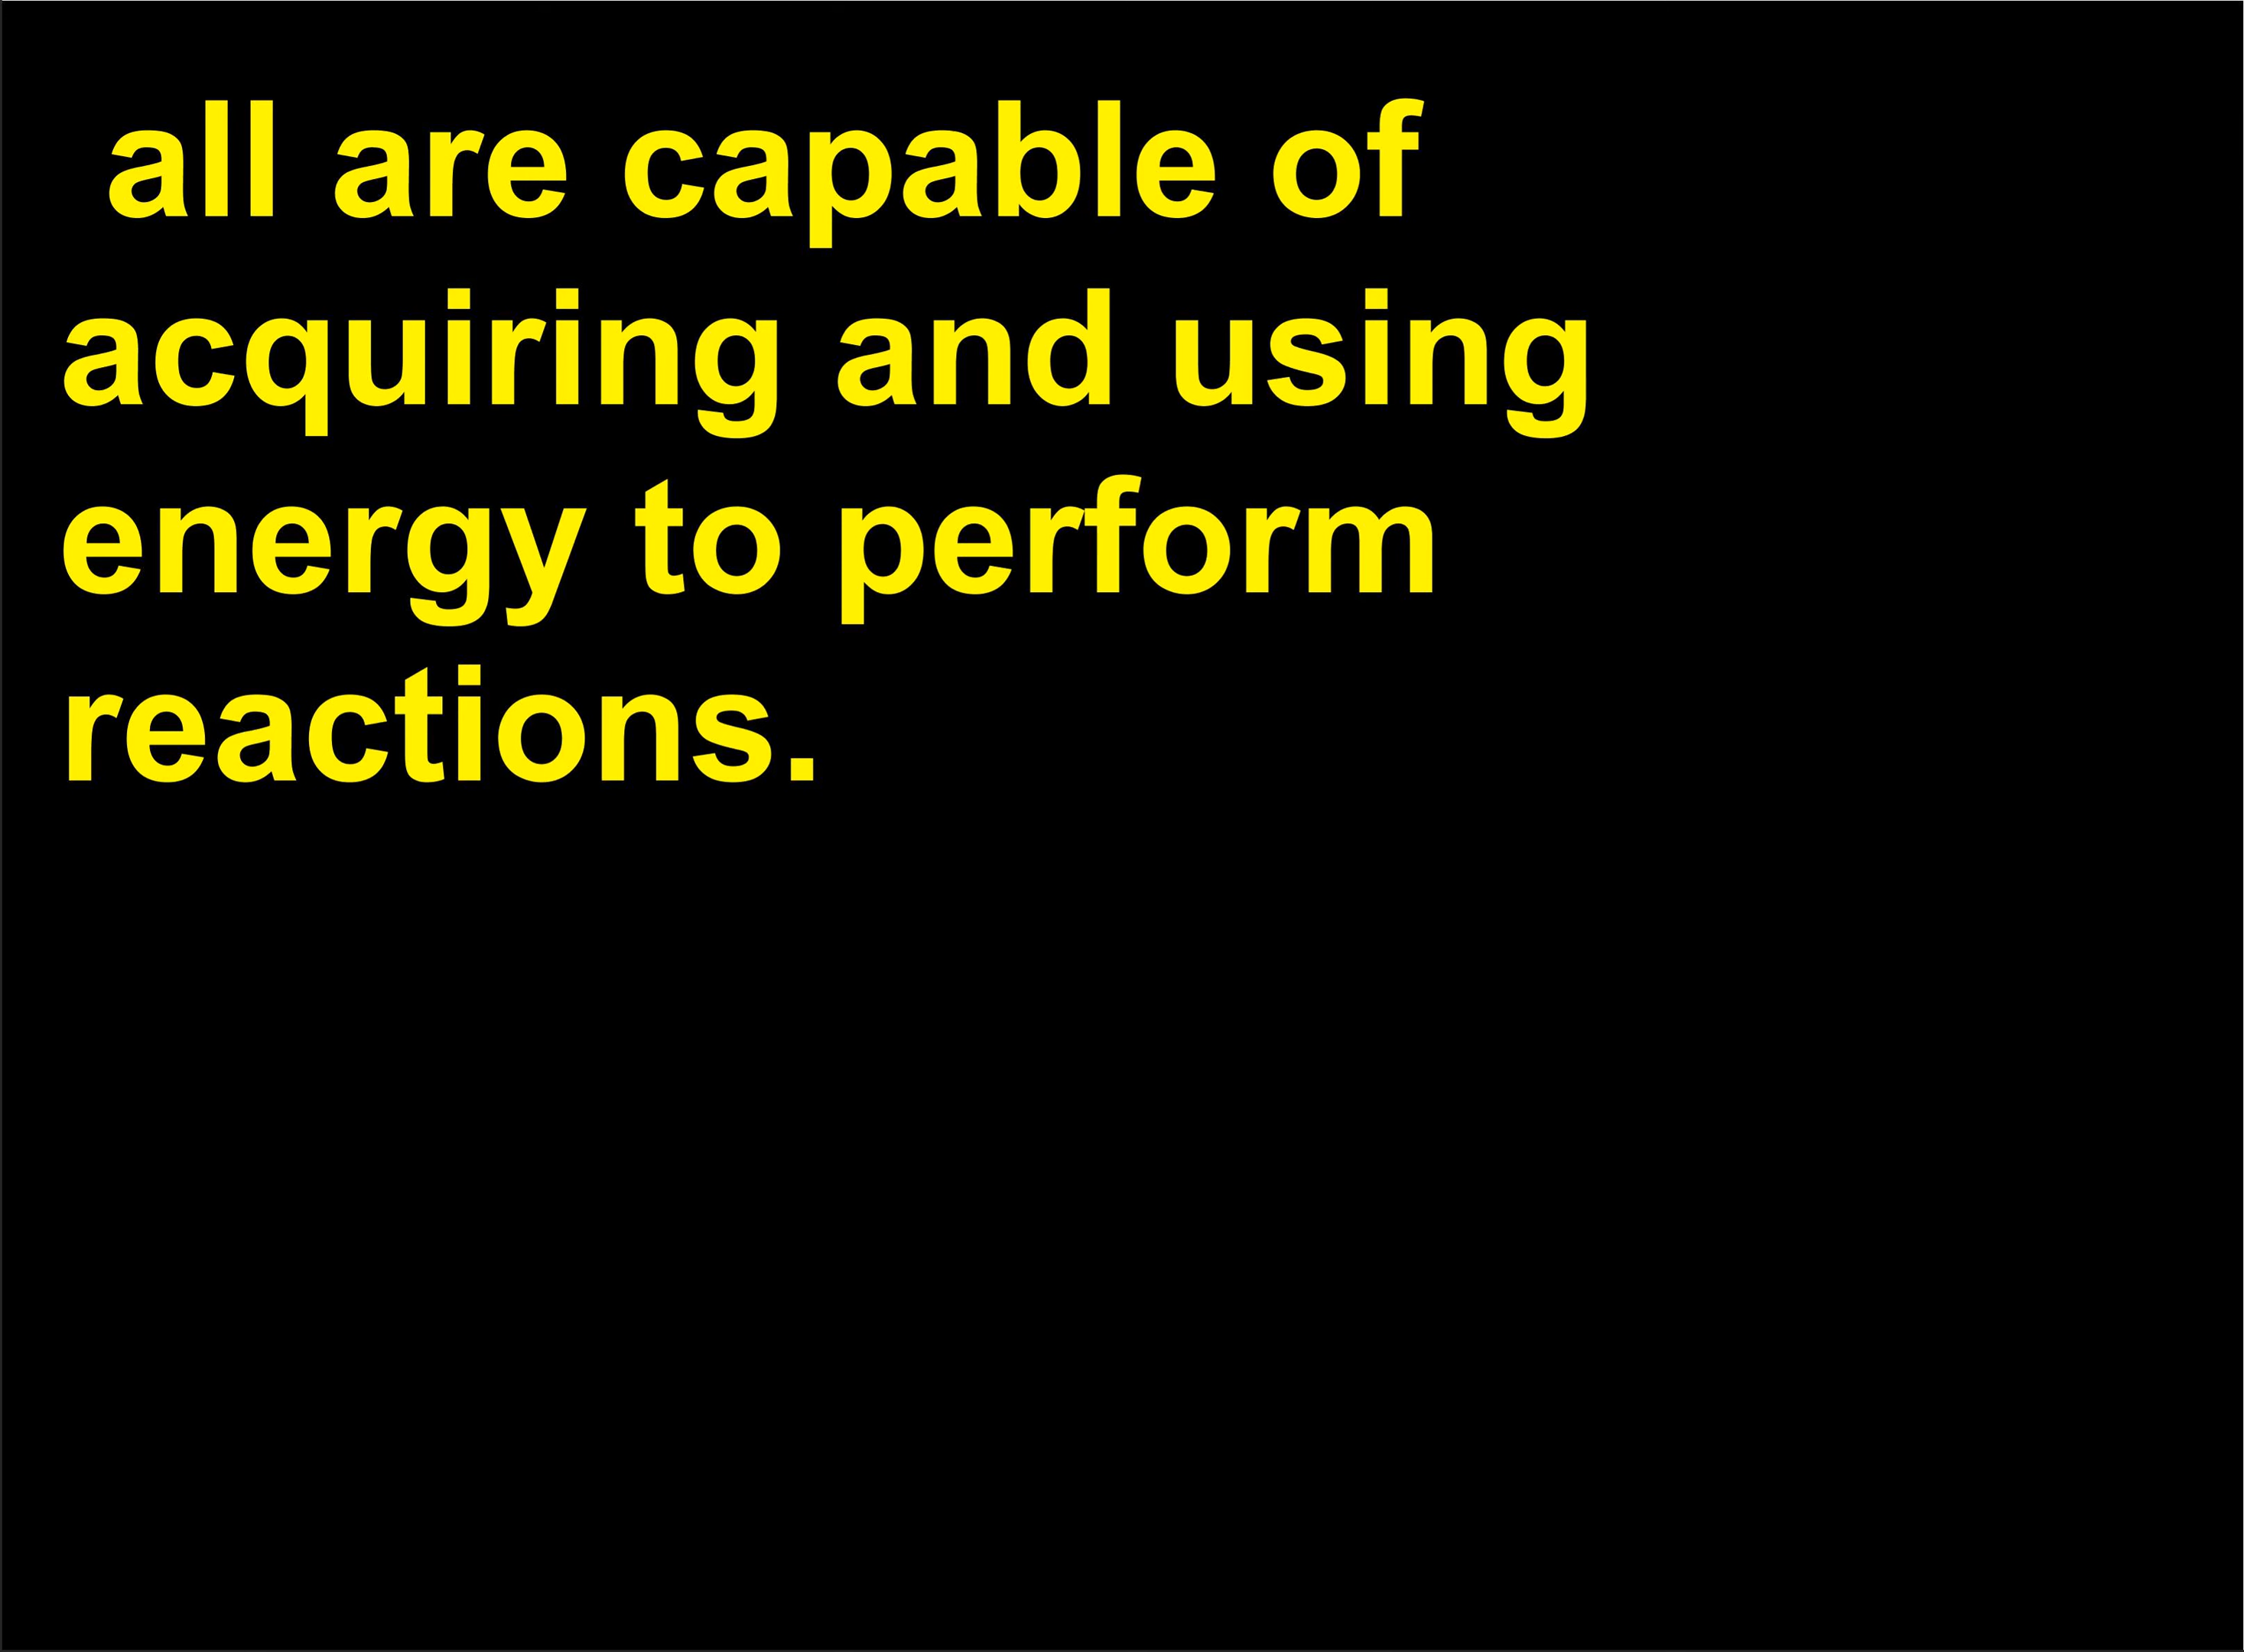 all are capable of
acquiring and using
energy to perform
reactions.